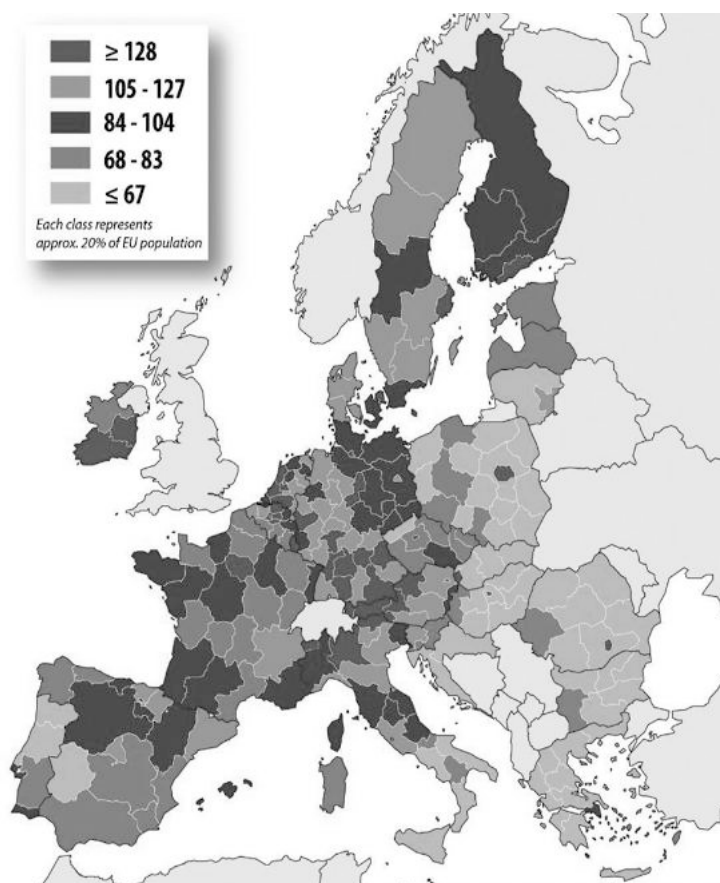 ≥ 128
105 - 127
84 - 104
68 - 83
≤ 67
Each class represents
approx. 20% of EU population